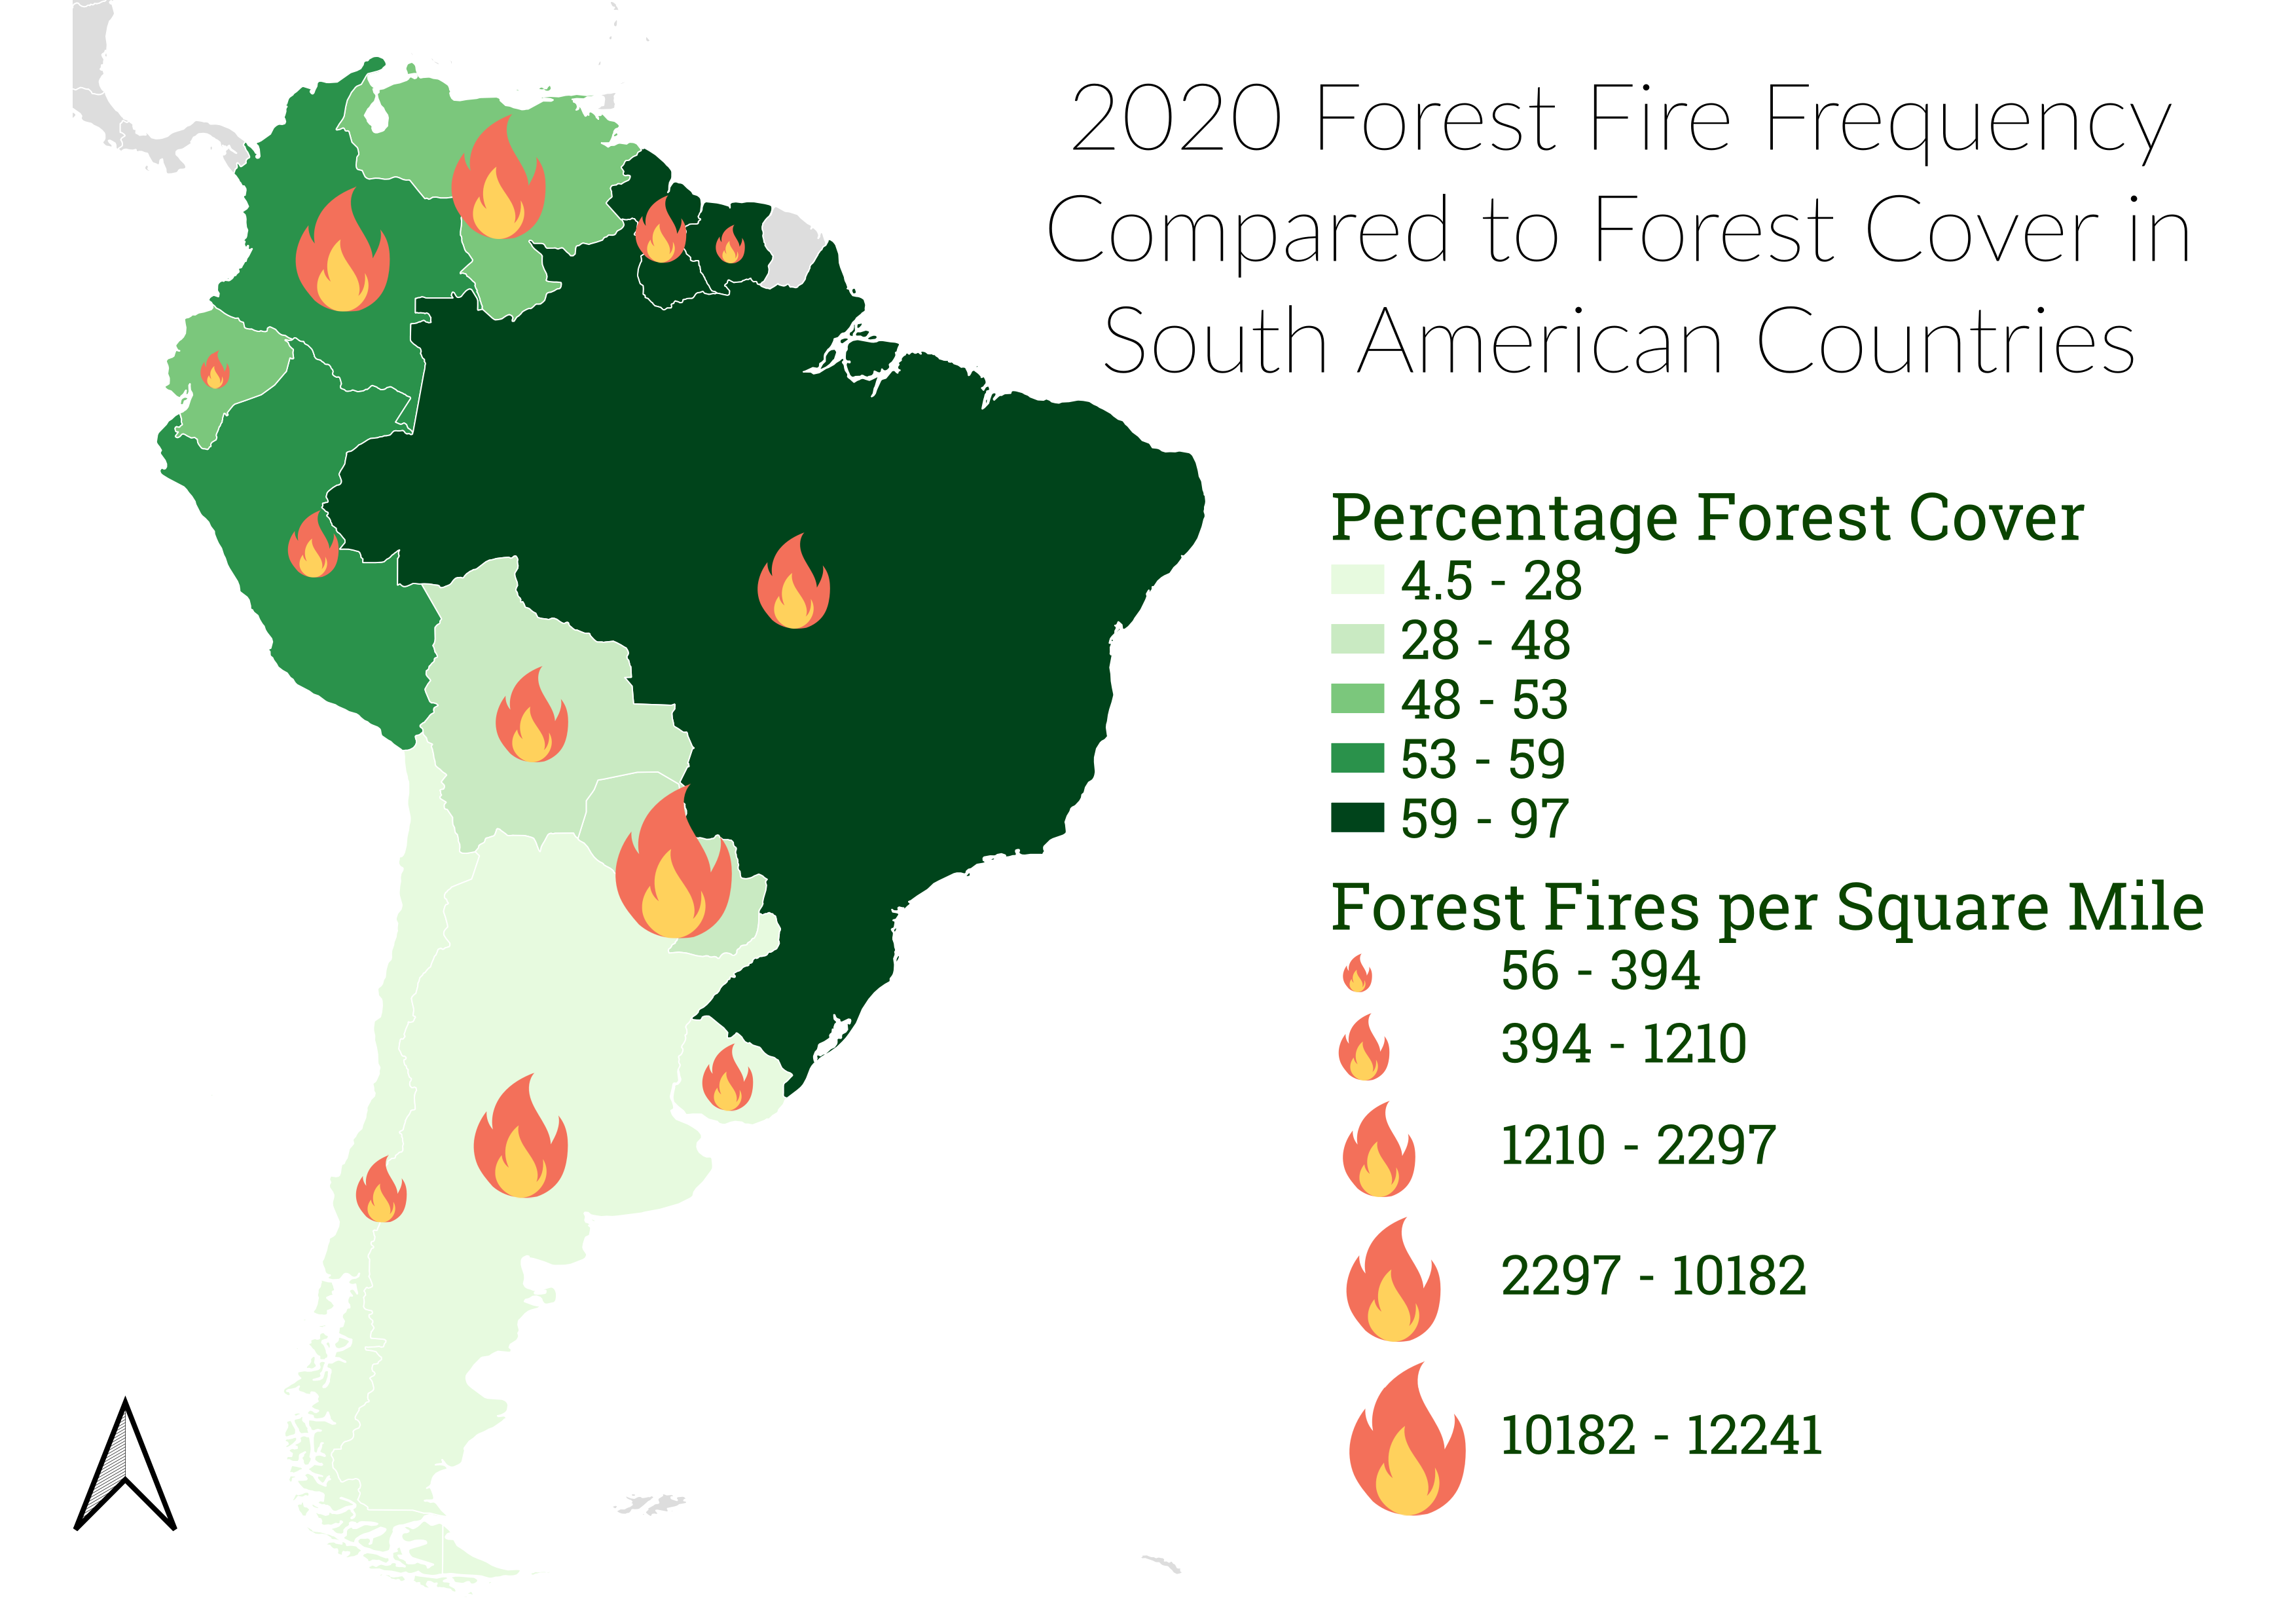 2020 Forest Fire Frequency
Compared to Forest Cover in
South American Countries
Percentage Forest Cover
4.5 - 28
28 - 48
48 - 53
53 - 59
59 - 97
Forest Fires per Square Mile
56 - 394
394 - 1210
1210 - 2297
2297 - 10182
10182 - 12241